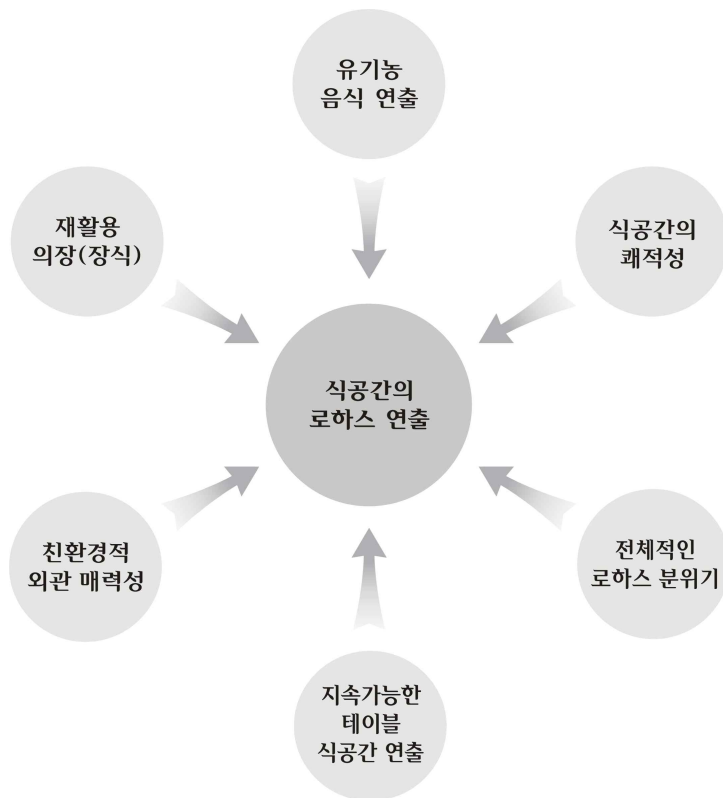 유기농
음식 연출
재활용
의장(장식)
식공간의
쾌적성
식공간의
로하스 연출
친환경적
외관 매력성
전체적인
로하스 분위기
지속가능한
테이블
식공간 연출